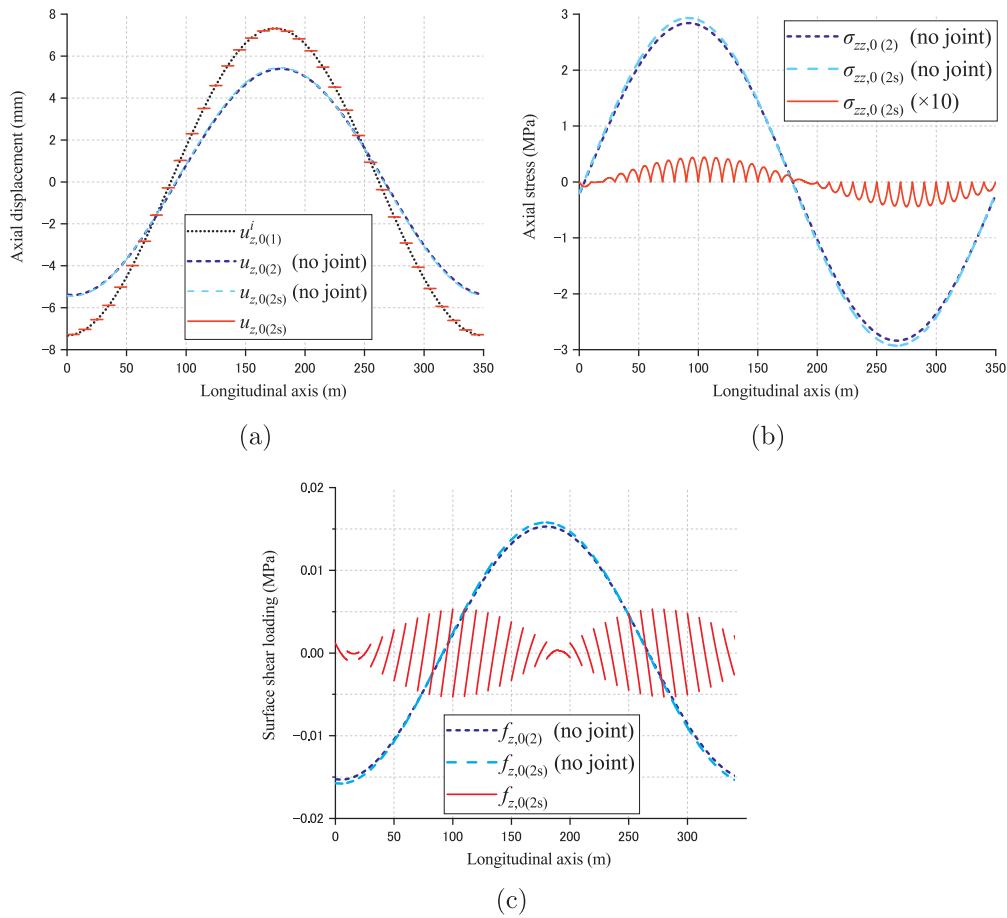 8
6
4
2
0
−2
−4
−6
−8
Axial displacement (mm)
u^i_{z,0(1)}
u_{z,0(2)} (no joint)
u_{z,0(2s)} (no joint)
u_{z,0(2s)}
0 50 100 150 200 250 300 350
Longitudinal axis (m)
(a)
3
2
1
0
−1
−2
−3
Axial stress (MPa)
σ_{zz,0 (2)} (no joint)
σ_{zz,0 (2s)} (no joint)
σ_{zz,0 (2s)} (×10)
0 50 100 150 200 250 300 350
Longitudinal axis (m)
(b)
0.02
0.01
0.00
−0.01
−0.02
Surface shear loading (MPa)
f_{z,0(2)} (no joint)
f_{z,0(2s)} (no joint)
f_{z,0(2s)}
0 50 100 150 200 250 300
Longitudinal axis (m)
(c)